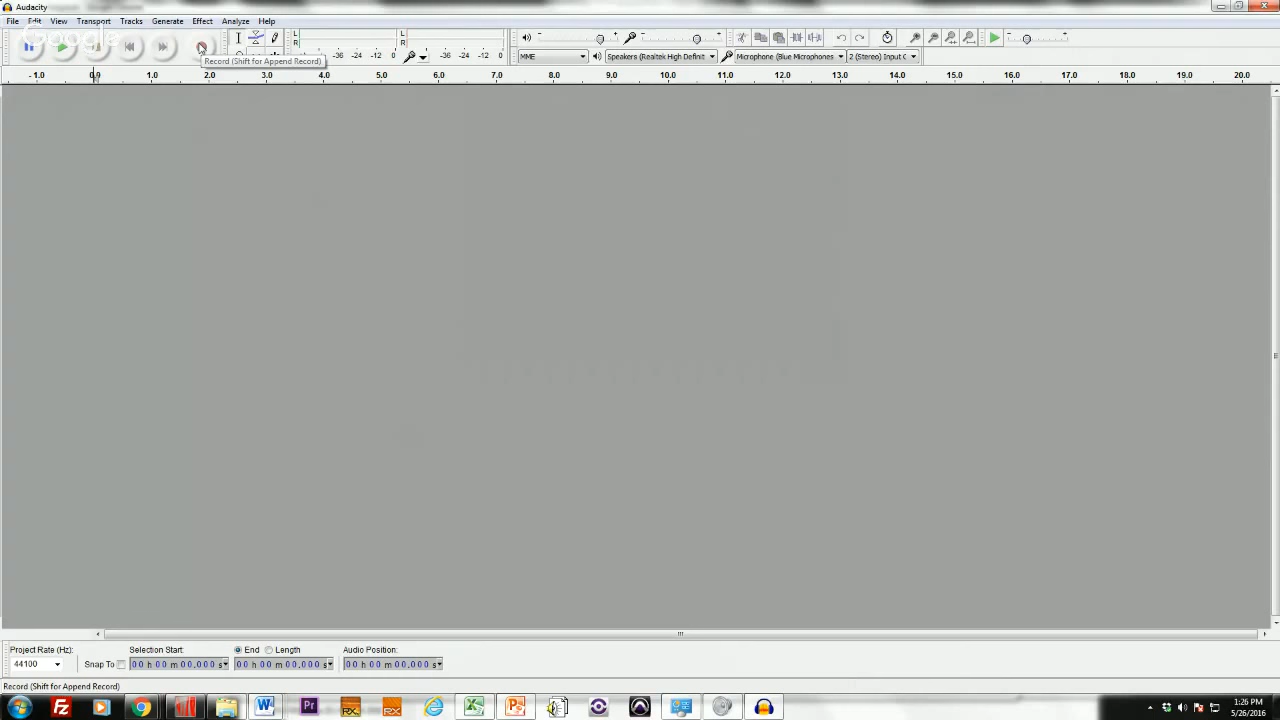 Audacity
File Edit View Transport Tracks Generate Effect Analyze Help
Google
L
R
-36 -24 -12 0
L
R
-36 -24 -12 0
Record (Shift for Append Record)
MME
Speakers (Realtek High Definit
Microphone (Blue Microphones
2 (Stereo) Input C
- 1.0 0.0 1.0 2.0 3.0 4.0 5.0 6.0 7.0 8.0 9.0 10.0 11.0 12.0 13.0 14.0 15.0 16.0 17.0 18.0 19.0 20.0
Project Rate (Hz): Selection Start: End Length Audio Position:
44100 Snap To 00 h 00 m 00.000 s 00 h 00 m 00.000 s 00 h 00 m 00.000 s
Record (Shift for Append Record)
Fz W Pr RX RX
1:26 PM
5/26/2016